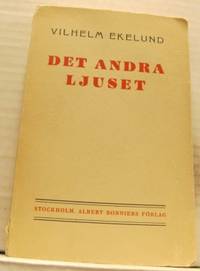 VILHELM EKELUND
DET ANDRA
LJUSET
STOCKHOLM, ALBERT BONNIERS FÖRLAG